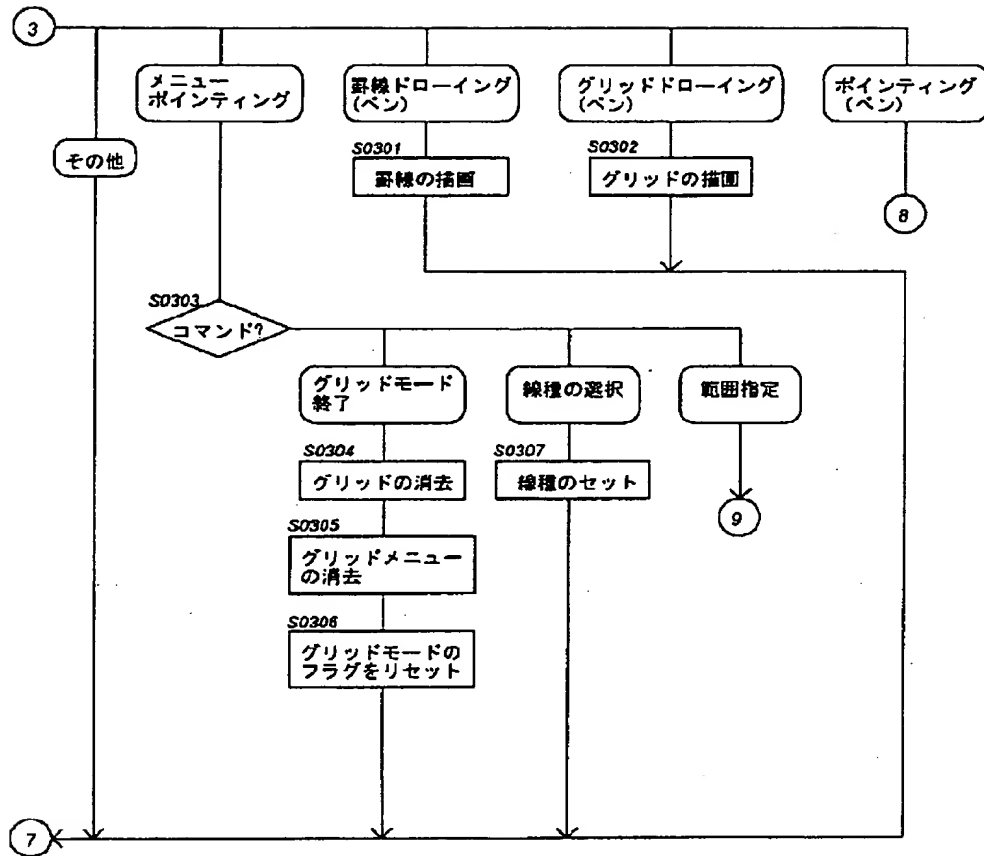 3
メニュー
ポインティング
罫線ドローイング
(ペン)
グリッドドローイング
(ペン)
ポインティング
(ペン)
その他
S0301
罫線の描画
S0302
グリッドの描画
8
S0303
コマンド?
グリッドモード
終了
線種の選択
範囲指定
S0304
グリッドの消去
S0307
線種のセット
9
S0305
グリッドメニュー
の消去
S0306
グリッドモードの
フラグをリセット
7